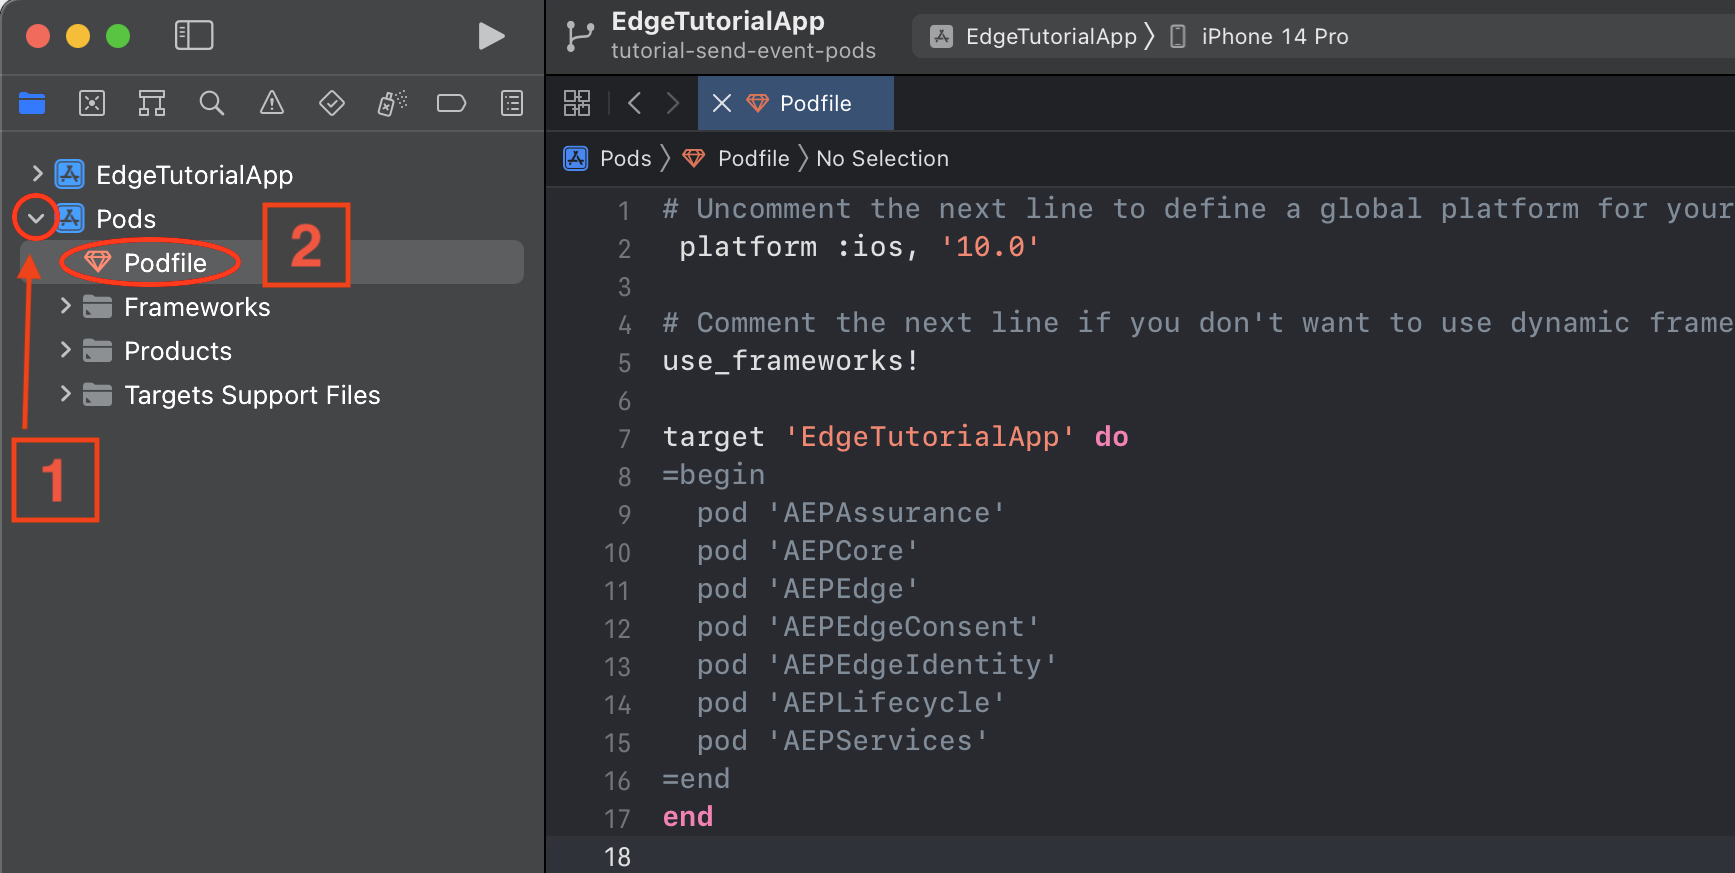 EdgeTutorialApp
tutorial-send-event-pods
EdgeTutorialApp
iPhone 14 Pro
Podfile
Pods
Podfile
No Selection
EdgeTutorialApp
Pods
Podfile
2
Frameworks
Products
Targets Support Files
1
1 # Uncomment the next line to define a global platform for your
2 platform :ios, '10.0'
3
4 # Comment the next line if you don't want to use dynamic frame
5 use_frameworks!
6
7 target 'EdgeTutorialApp' do
8 =begin
9 pod 'AEPAssurance'
10 pod 'AEPCore'
11 pod 'AEPEdge'
12 pod 'AEPEdgeConsent'
13 pod 'AEPEdgeIdentity'
14 pod 'AEPLifecycle'
15 pod 'AEPServices'
16 =end
17 end
18